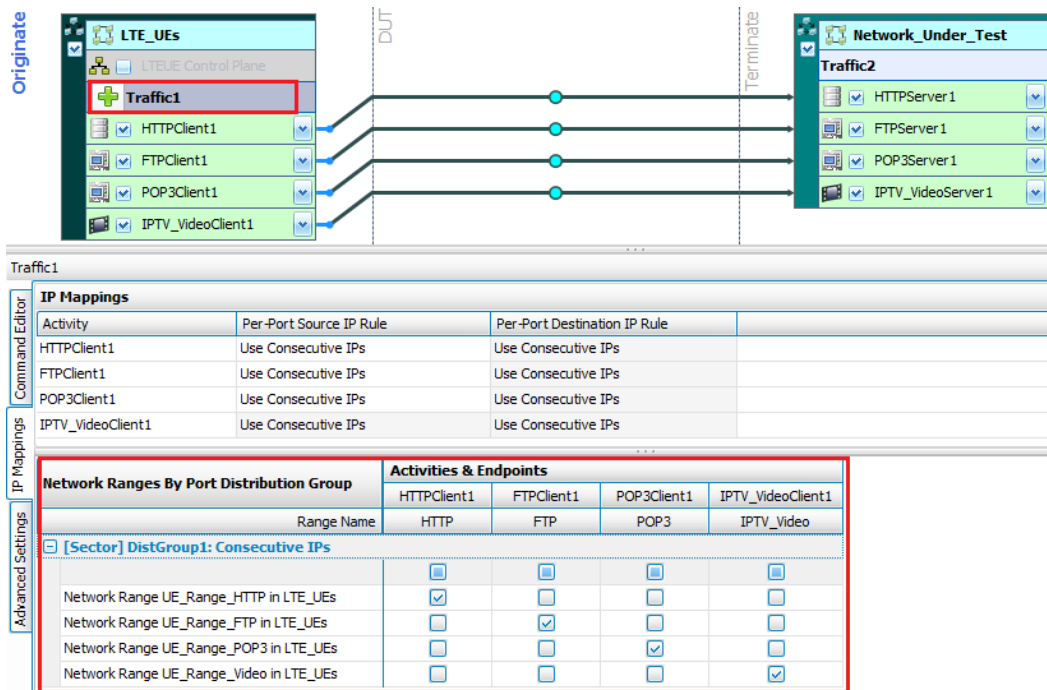 Originate
LTE_UEs
LTEUE Control Plane
Traffic1
HTTPClient1
FTPClient1
POP3Client1
IPTV_VideoClient1
DUT
Terminate
Network_Under_Test
Traffic2
HTTPServer1
FTPServer1
POP3Server1
IPTV_VideoServer1
Traffic1
Command Editor
IP Mappings
Advanced Settings
IP Mappings
Activity Per-Port Source IP Rule Per-Port Destination IP Rule
HTTPClient1 Use Consecutive IPs Use Consecutive IPs
FTPClient1 Use Consecutive IPs Use Consecutive IPs
POP3Client1 Use Consecutive IPs Use Consecutive IPs
IPTV_VideoClient1 Use Consecutive IPs Use Consecutive IPs
Network Ranges By Port Distribution Group
Activities & Endpoints
HTTPClient1 FTPClient1 POP3Client1 IPTV_VideoClient1
Range Name HTTP FTP POP3 IPTV_Video
[Sector] DistGroup1: Consecutive IPs
Network Range UE_Range_HTTP in LTE_UEs
Network Range UE_Range_FTP in LTE_UEs
Network Range UE_Range_POP3 in LTE_UEs
Network Range UE_Range_Video in LTE_UEs